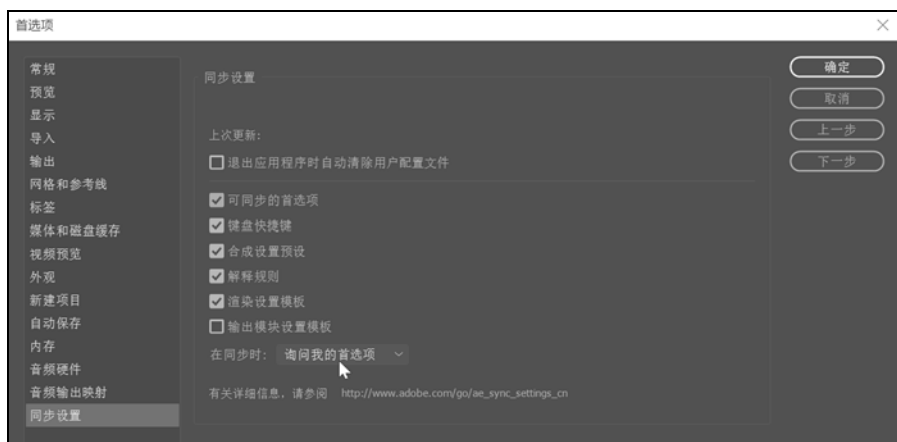 首选项
常规
预览
显示
导入
输出
网格和参考线
标签
媒体和磁盘缓存
视频预览
外观
新建项目
自动保存
内存
音频硬件
音频输出映射
同步设置
同步设置
上次更新:
退出应用程序时自动清除用户配置文件
可同步的首选项
键盘快捷键
合成设置预设
解释规则
渲染设置模板
输出模块设置模板
在同步时: 询问我的首选项
有关详细信息，请参阅 http://www.adobe.com/go/ae_sync_settings_cn
确定
取消
上一步
下一步